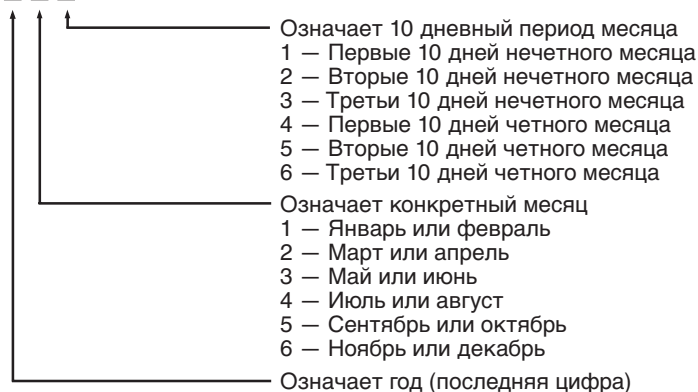 Означает 10 дневный период месяца
1 — Первые 10 дней нечетного месяца
2 — Вторые 10 дней нечетного месяца
3 — Третьи 10 дней нечетного месяца
4 — Первые 10 дней четного месяца
5 — Вторые 10 дней четного месяца
6 — Третьи 10 дней четного месяца
Означает конкретный месяц
1 — Январь или февраль
2 — Март или апрель
3 — Май или июнь
4 — Июль или август
5 — Сентябрь или октябрь
6 — Ноябрь или декабрь
Означает год (последняя цифра)